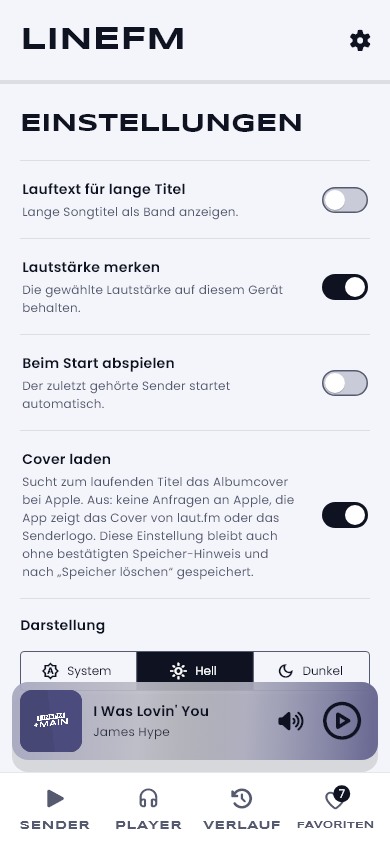 LINEFM
EINSTELLUNGEN
Lauftext für lange Titel
Lange Songtitel als Band anzeigen.
Lautstärke merken
Die gewählte Lautstärke auf diesem Gerät
behalten.
Beim Start abspielen
Der zuletzt gehörte Sender startet
automatisch.
Cover laden
Sucht zum laufenden Titel das Albumcover
bei Apple. Aus: keine Anfragen an Apple, die
App zeigt das Cover von laut.fm oder das
Senderlogo. Diese Einstellung bleibt auch
ohne bestätigten Speicher-Hinweis und
nach „Speicher löschen“ gespeichert.
Darstellung
System Hell Dunkel
LINEFM
MAIN
I Was Lovin' You
James Hype
7
SENDER PLAYER VERLAUF FAVORITEN